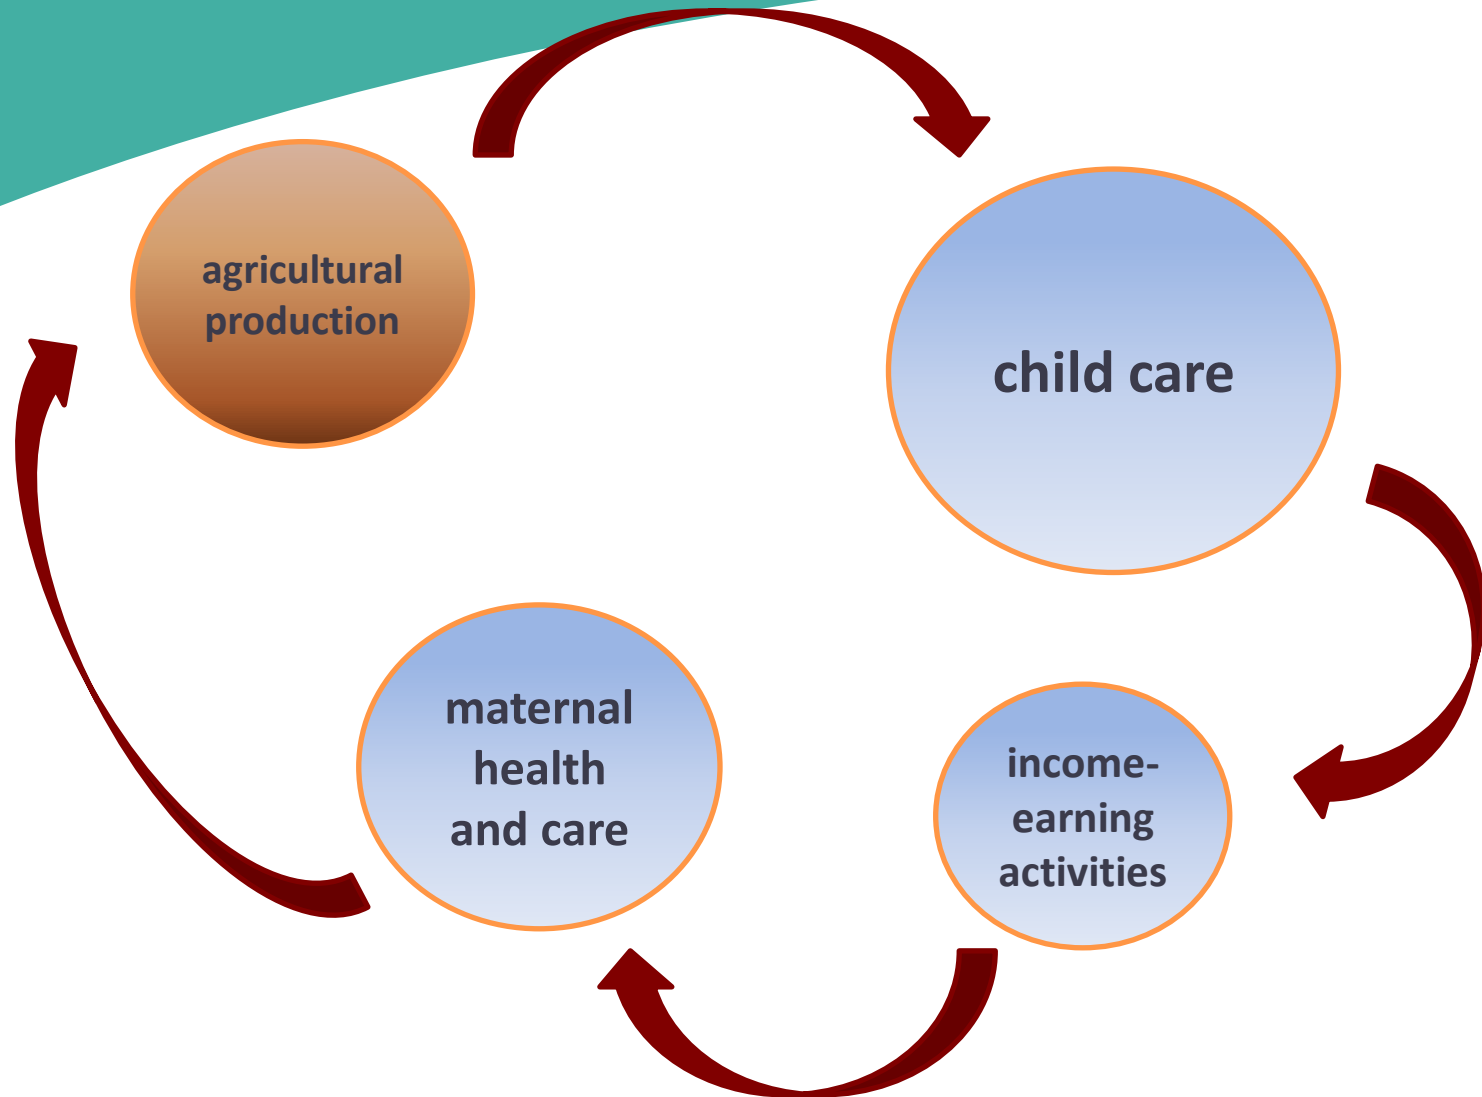 agricultural
production
child care
maternal
health
and care
income-
earning
activities